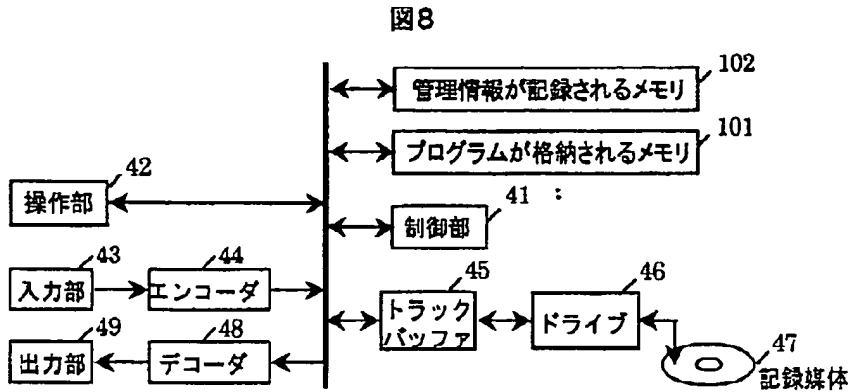 図8
102
管理情報が記録されるメモリ
101
プログラムが格納されるメモリ
42
操作部
41 :
制御部
43
入力部
44
エンコーダ
45
トラック
バッファ
46
ドライブ
49
出力部
48
デコーダ
47
記録媒体